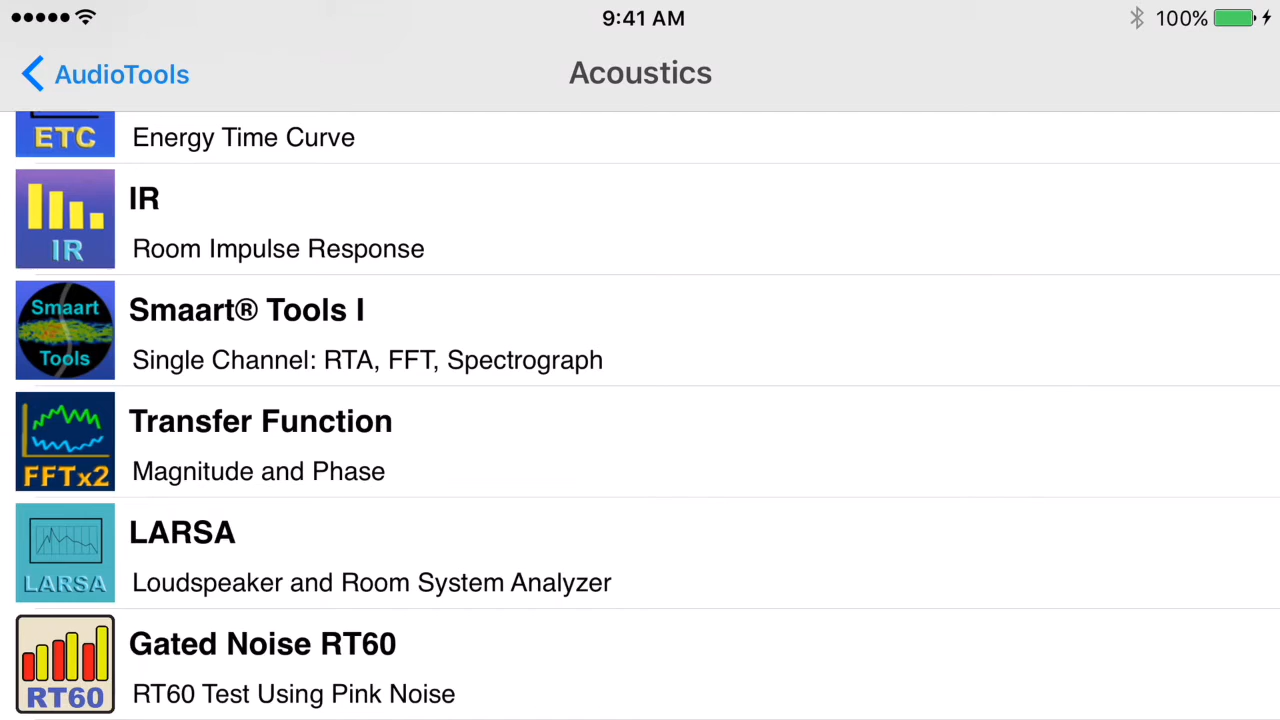 9:41 AM
100%
AudioTools
Acoustics
ETC
Energy Time Curve
IR
IR
Room Impulse Response
Smaart
Tools
Smaart® Tools I
Single Channel: RTA, FFT, Spectrograph
FFTx2
Transfer Function
Magnitude and Phase
LARSA
LARSA
Loudspeaker and Room System Analyzer
RT60
Gated Noise RT60
RT60 Test Using Pink Noise